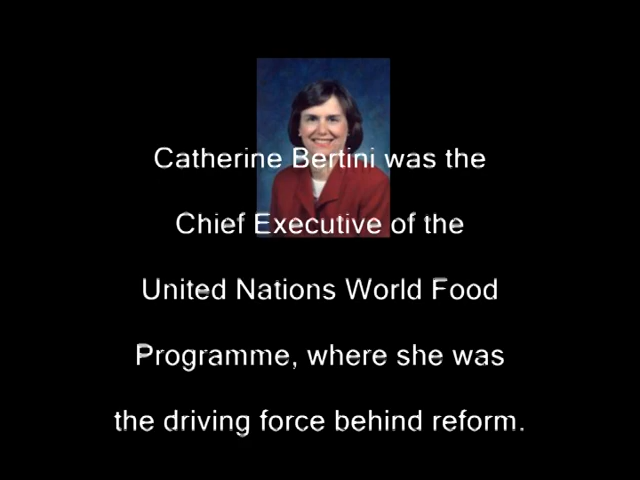 Catherine Bertini was the
Chief Executive of the
United Nations World Food
Programme, where she was
the driving force behind reform.